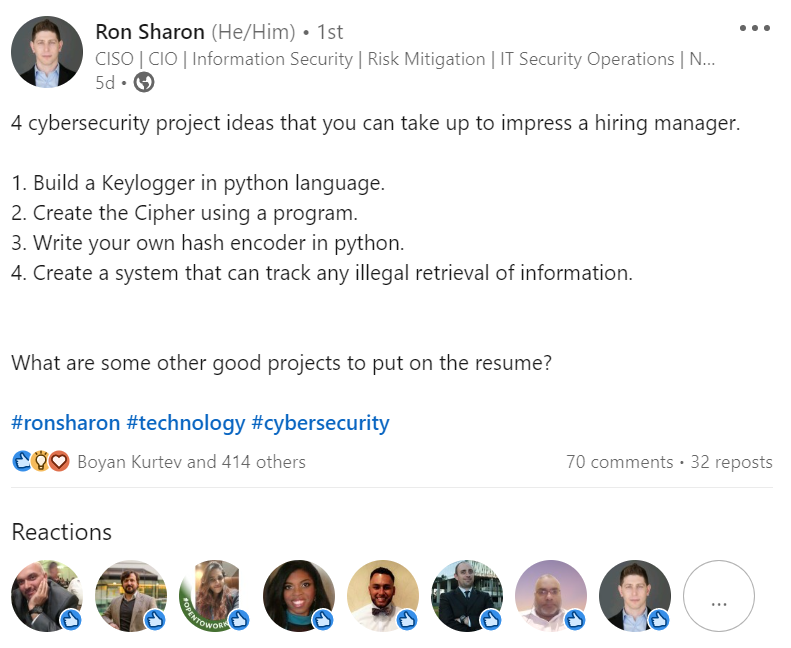 Ron Sharon (He/Him) • 1st
CISO | CIO | Information Security | Risk Mitigation | IT Security Operations | N...
5d •
4 cybersecurity project ideas that you can take up to impress a hiring manager.
1. Build a Keylogger in python language.
2. Create the Cipher using a program.
3. Write your own hash encoder in python.
4. Create a system that can track any illegal retrieval of information.
What are some other good projects to put on the resume?
#ronsharon #technology #cybersecurity
Boyan Kurtev and 414 others 70 comments • 32 reposts
Reactions
#OPENTOWORK
...